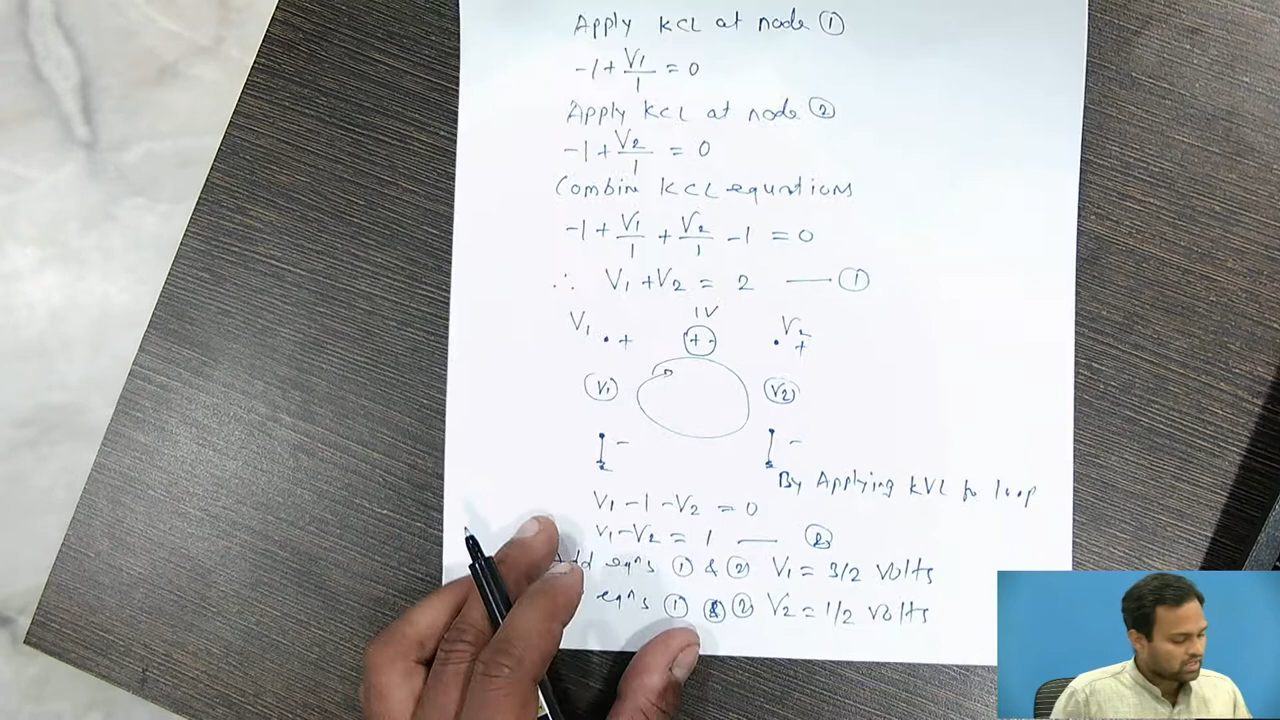 Apply KCL at node ①
-1 + V1/1 = 0
Apply KCL at node ②
-1 + V2/1 = 0
Combine KCL equations
-1 + V1/1 + V2/1 - 1 = 0
∴ V1 + V2 = 2 — ①
1V
V1 + + - V2 +
V1 V2
- -
By Applying KVL to loop
V1 - 1 - V2 = 0
V1 - V2 = 1 — ②
Add eqns ① & ② V1 = 3/2 Volts
eqns ① & ② V2 = 1/2 volts